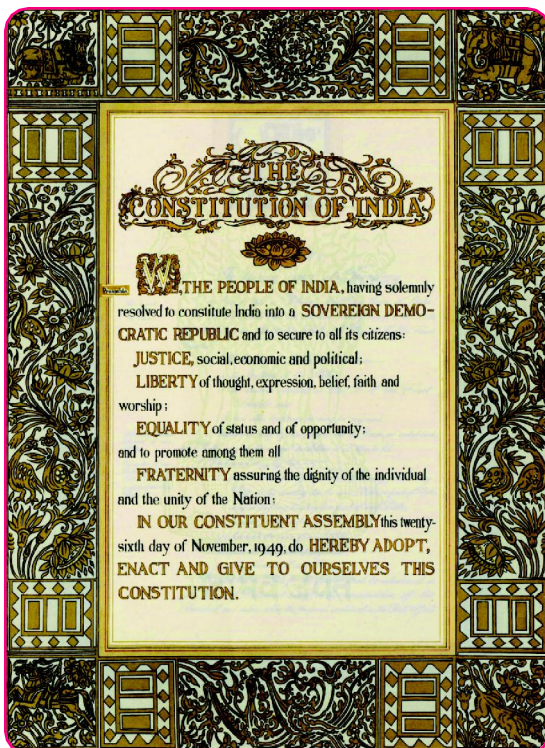 THE
CONSTITUTION OF INDIA
Preamble
WE, THE PEOPLE OF INDIA, having solemnly
resolved to constitute India into a SOVEREIGN DEMO-
CRATIC REPUBLIC and to secure to all its citizens:
JUSTICE, social, economic and political;
LIBERTY of thought, expression, belief, faith and
worship;
EQUALITY of status and of opportunity;
and to promote among them all
FRATERNITY assuring the dignity of the individual
and the unity of the Nation;
IN OUR CONSTITUENT ASSEMBLY this twenty-
sixth day of November, 1949, do HEREBY ADOPT,
ENACT AND GIVE TO OURSELVES THIS
CONSTITUTION.